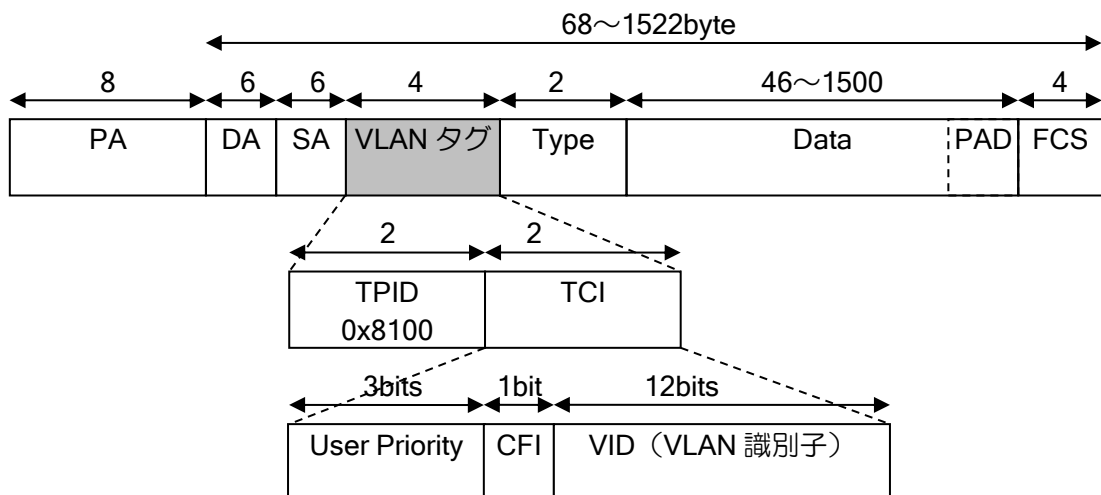 68～1522byte
8 6 6 4 2 46～1500 4
PA DA SA VLAN タグ Type Data PAD FCS
2 2
TPID TCI
0x8100
3bits 1bit 12bits
User Priority CFI VID（VLAN 識別子）